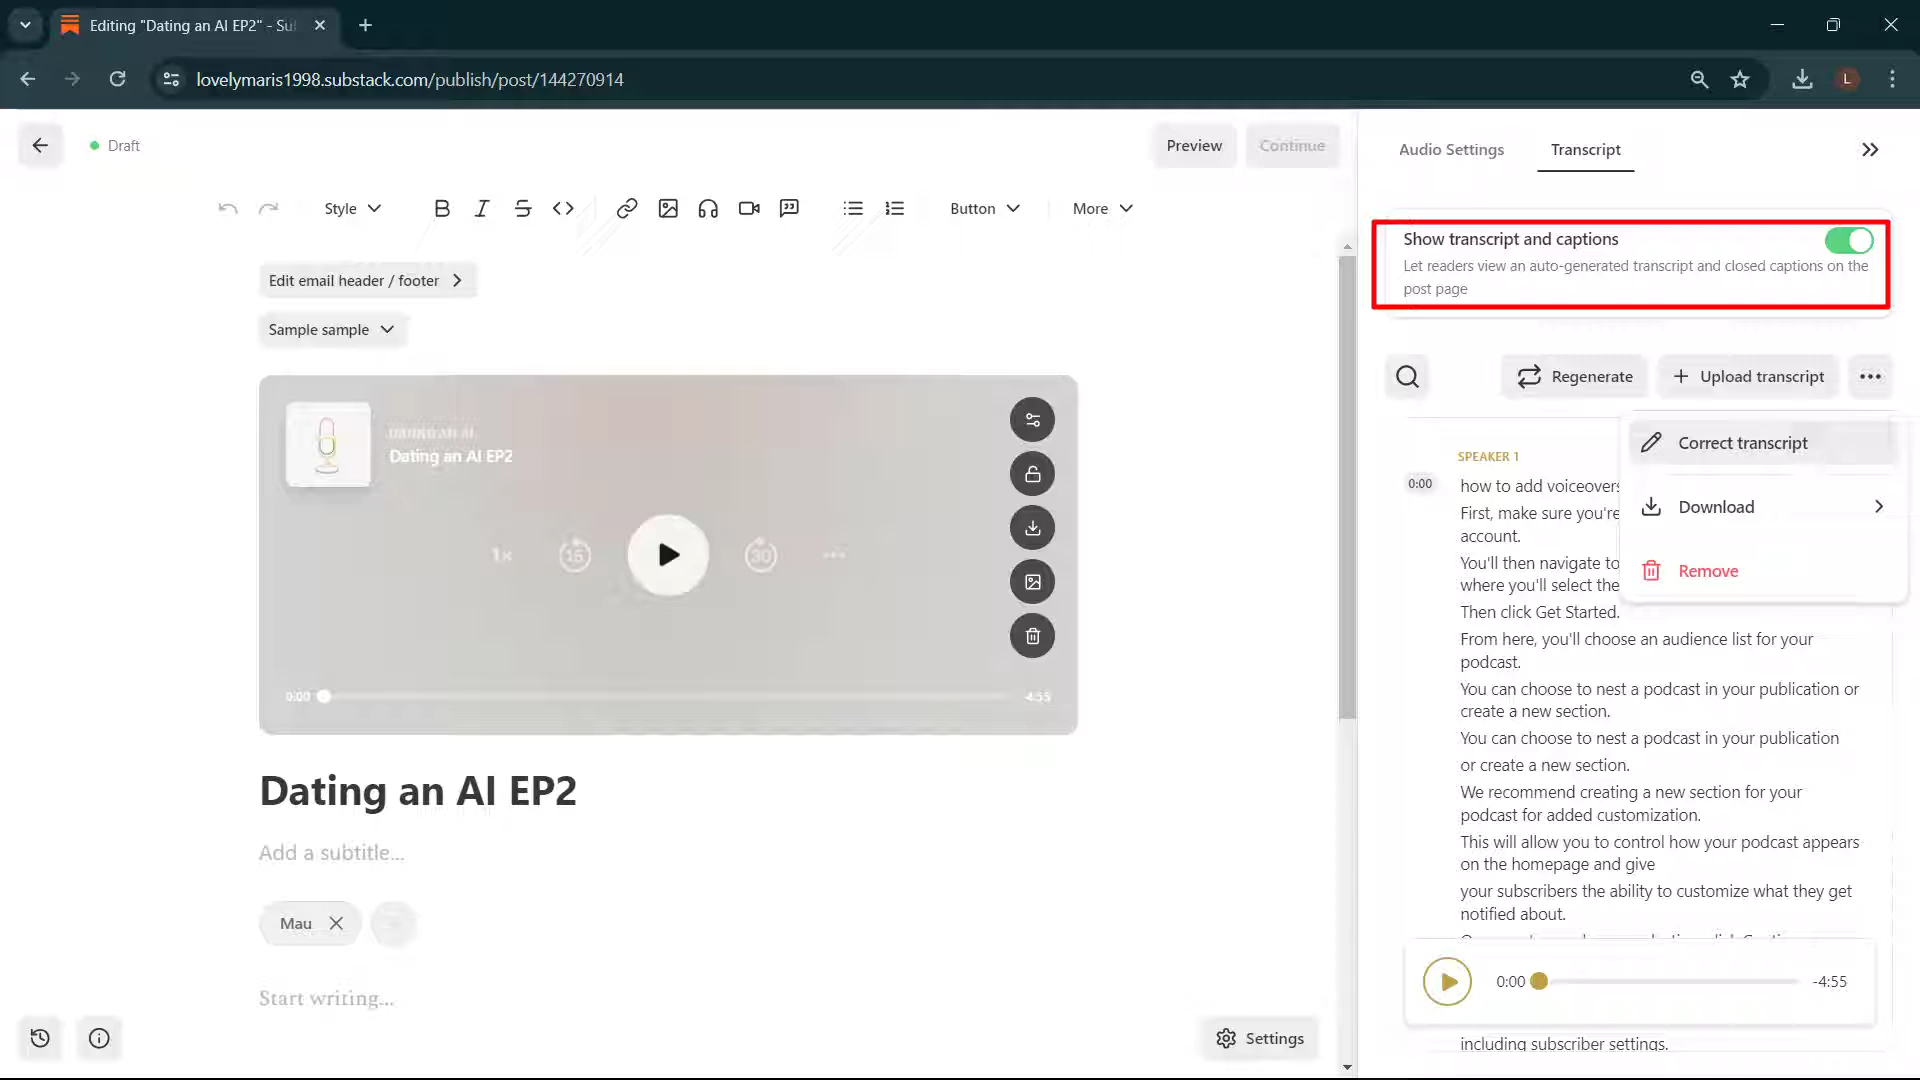 Editing "Dating an AI EP2" - Su
lovelymaris1998.substack.com/publish/post/144270914
L
Draft
Preview
Continue
Audio Settings
Transcript
Style
Button
More
Show transcript and captions
Let readers view an auto-generated transcript and closed captions on the
post page
Edit email header / footer
Sample sample
Regenerate
Upload transcript
Correct transcript
Download
Remove
DATING AN AI
Dating an AI EP2
1×
15
30
0:00
-4:55
SPEAKER 1
0:00
how to add voiceovers
First, make sure you're
account.
You'll then navigate to
where you'll select the
Then click Get Started.
From here, you'll choose an audience list for your
podcast.
You can choose to nest a podcast in your publication or
create a new section.
You can choose to nest a podcast in your publication
or create a new section.
We recommend creating a new section for your
podcast for added customization.
This will allow you to control how your podcast appears
on the homepage and give
your subscribers the ability to customize what they get
notified about.
0:00
-4:55
including subscriber settings.
Dating an AI EP2
Add a subtitle...
Mau
Start writing...
Settings